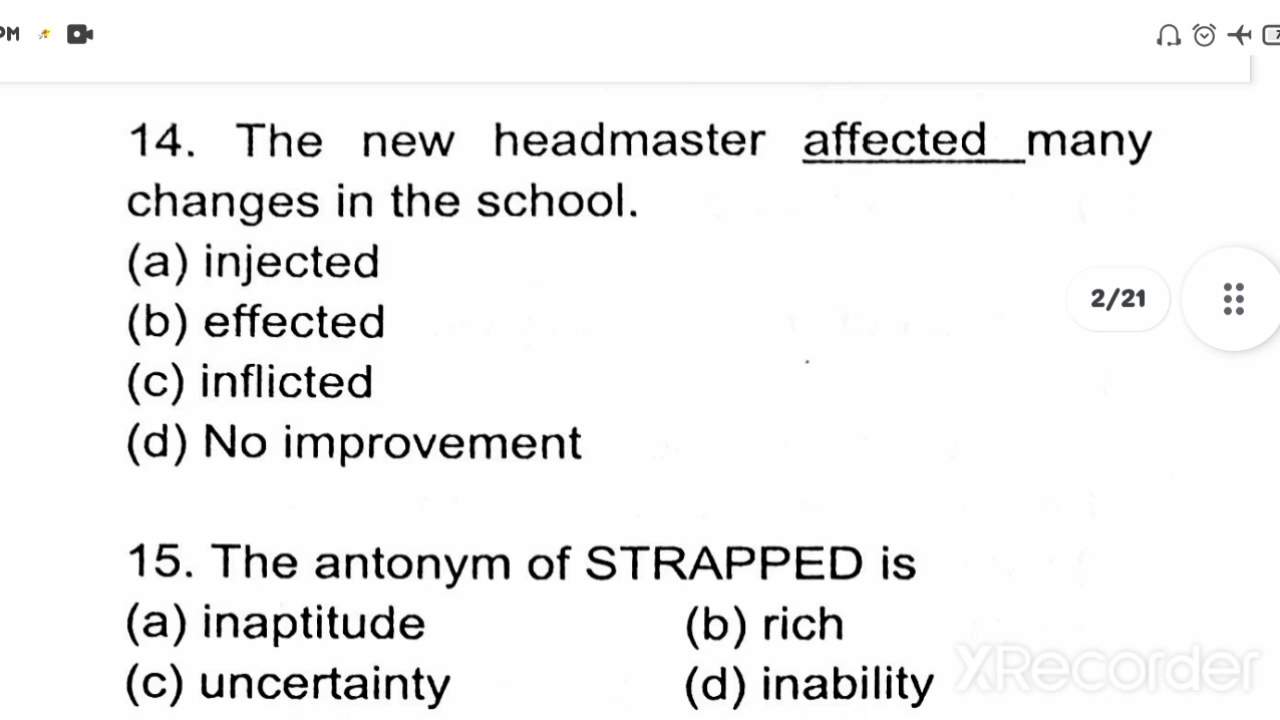 PM
14. The new headmaster affected many
changes in the school.
(a) injected
(b) effected
(c) inflicted
(d) No improvement
2/21
15. The antonym of STRAPPED is
(a) inaptitude (b) rich
(c) uncertainty (d) inability
XRecorder